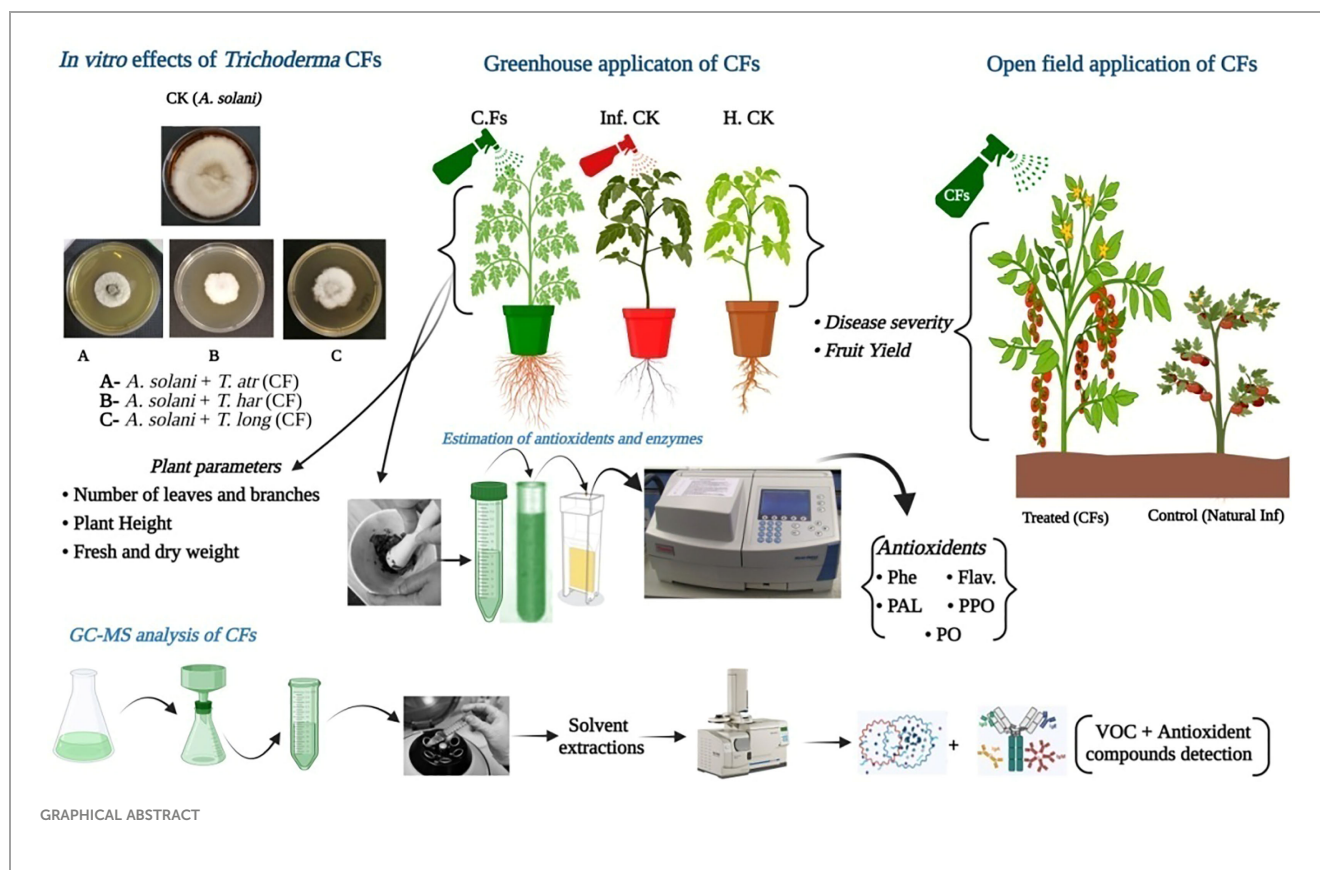 In vitro effects of Trichoderma CFs
CK (A. solani)
A
B
C
A- A. solani + T. atr (CF)
B- A. solani + T. har (CF)
C- A. solani + T. long (CF)
Plant parameters
• Number of leaves and branches
• Plant Height
• Fresh and dry weight
Greenhouse applicaton of CFs
C.Fs
Inf. CK
H. CK
• Disease severity
• Fruit Yield
Open field application of CFs
CFs
Treated (CFs)
Control (Natural Inf)
Estimation of antioxidents and enzymes
Antioxidents
• Phe • Flav.
• PAL • PPO
• PO
GC-MS analysis of CFs
Solvent
extractions
+
VOC + Antioxident
compounds detection
GRAPHICAL ABSTRACT